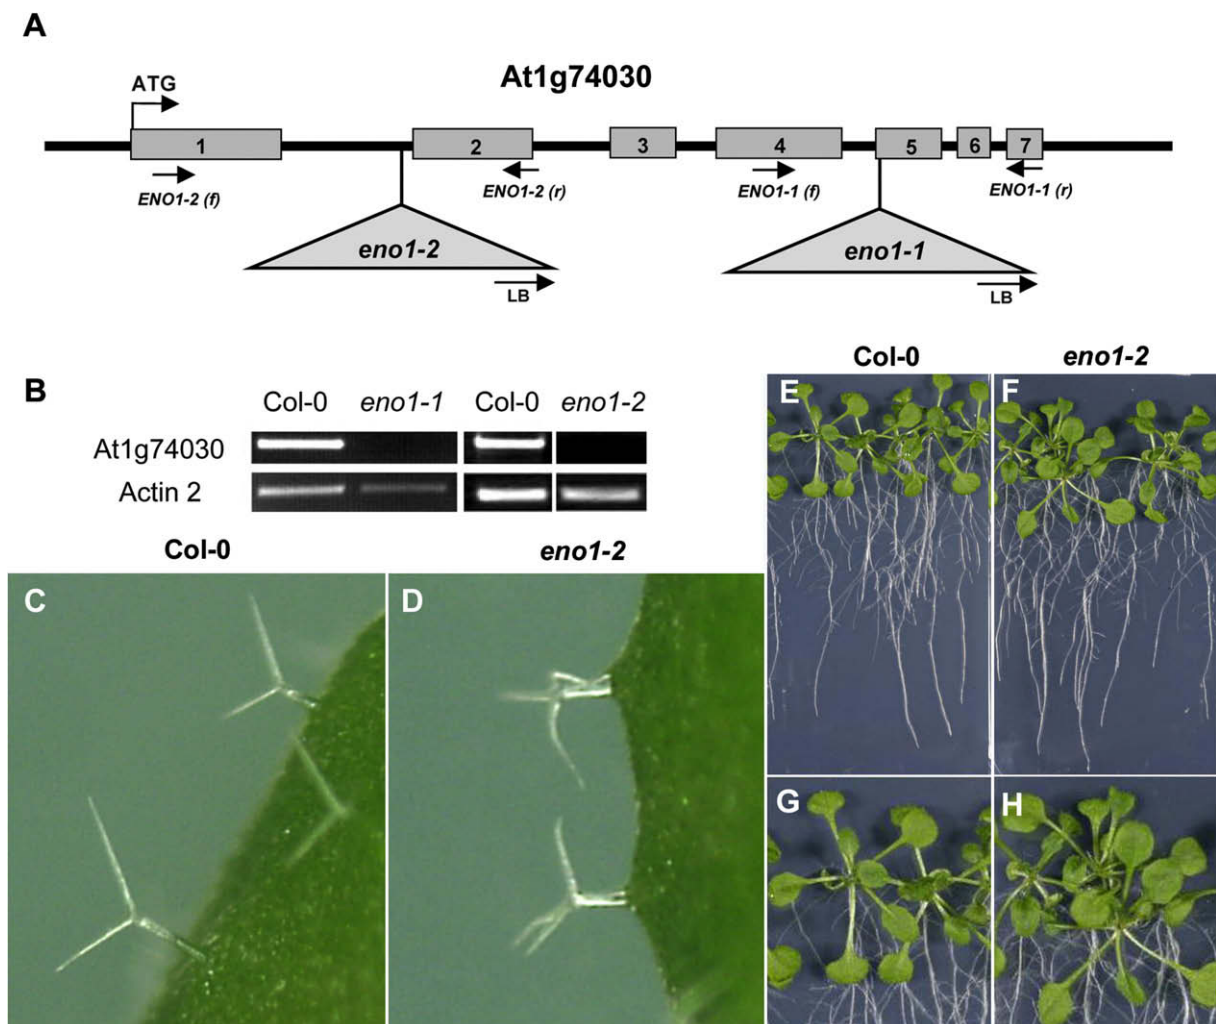 A
At1g74030
ATG
1 2 3 4 5 6 7
ENO1-2 (f) ENO1-2 (r) ENO1-1 (f) ENO1-1 (r)
eno1-2 eno1-1
LB LB
B
Col-0 eno1-1 Col-0 eno1-2
At1g74030
Actin 2
Col-0 eno1-2
C D
Col-0 eno1-2
E F
G H